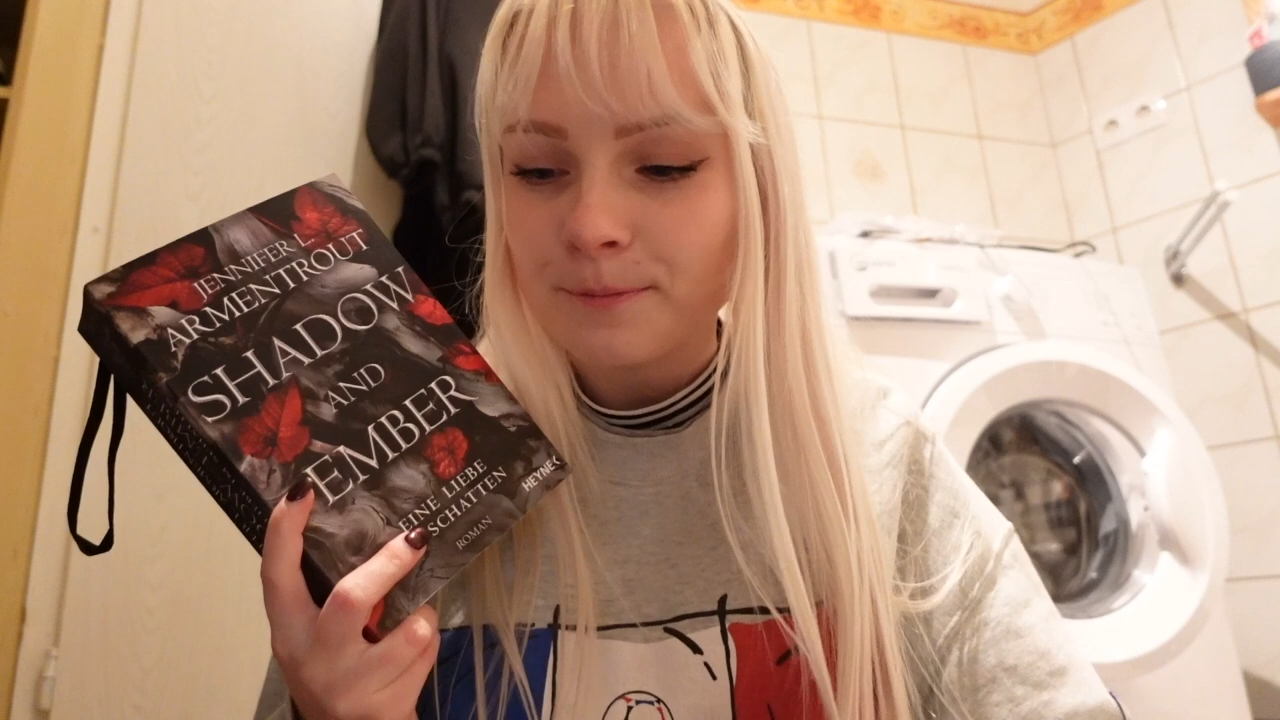 JENNIFER L.
ARMENTROUT
SHADOW
AND
EMBER
EINE LIEBE
SCHATTEN
ROMAN
HEYNE<